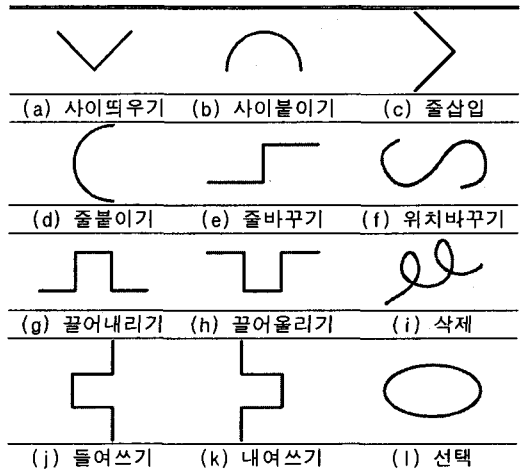 (a) 사이띄우기 (b) 사이붙이기 (c) 줄삽입
(d) 줄붙이기 (e) 줄바꾸기 (f) 위치바꾸기
(g) 끌어내리기 (h) 끌어올리기 (i) 삭제
(j) 들여쓰기 (k) 내여쓰기 (l) 선택